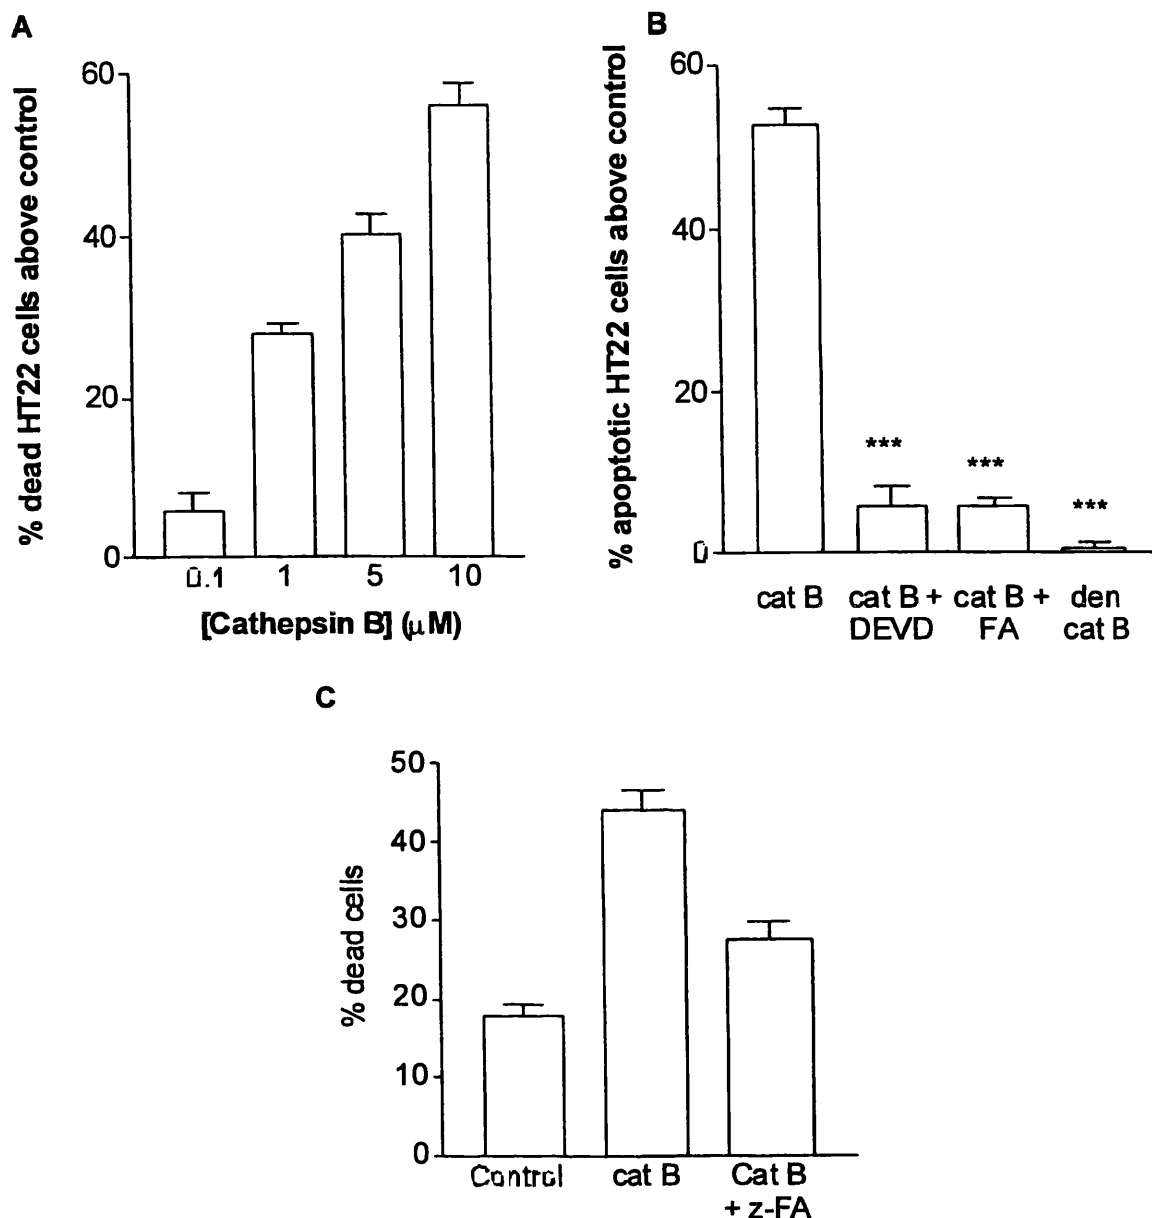 A
% dead HT22 cells above control
60
40
20
0
0.1 1 5 10
[Cathepsin B] (μM)
B
% apoptotic HT22 cells above control
60
40
20
0
***
***
***
cat B cat B + cat B + den
DEVD FA cat B
C
% dead cells
50
40
30
20
10
0
Control cat B Cat B
+ z-FA